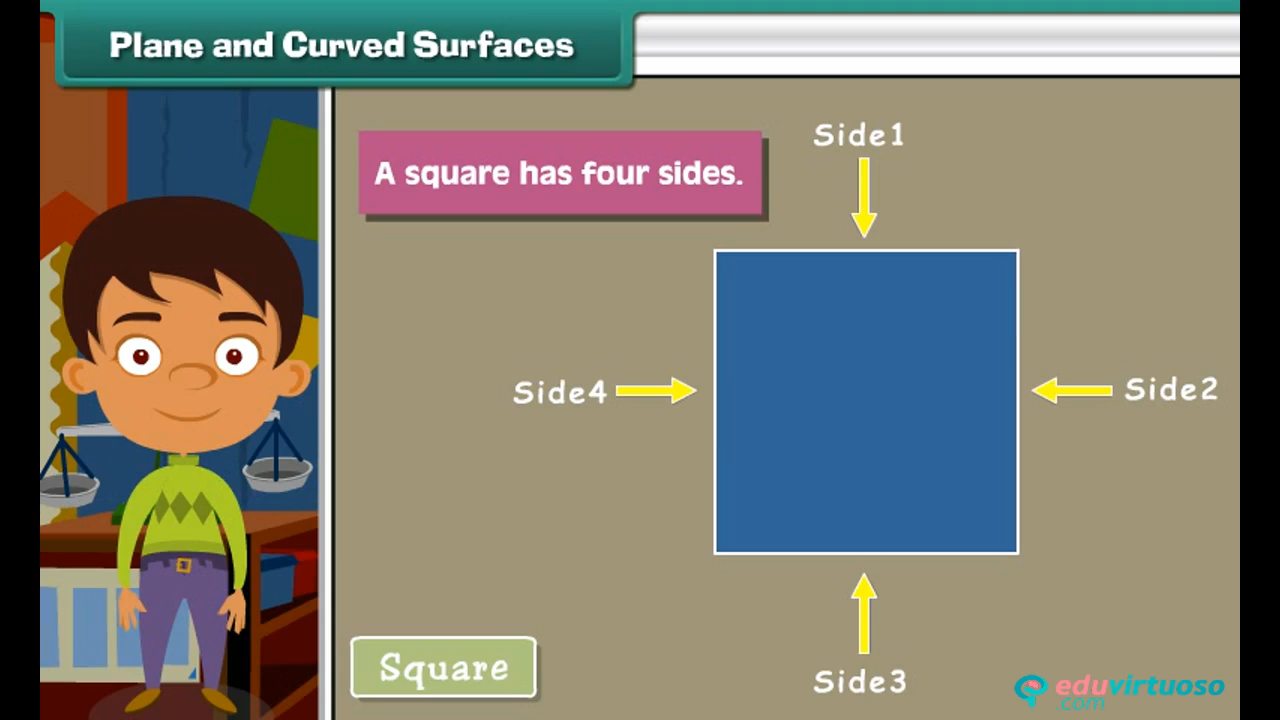 Plane and Curved Surfaces
Side1
A square has four sides.
Side4
Side2
Square
Side3
eduvirtuoso
.com